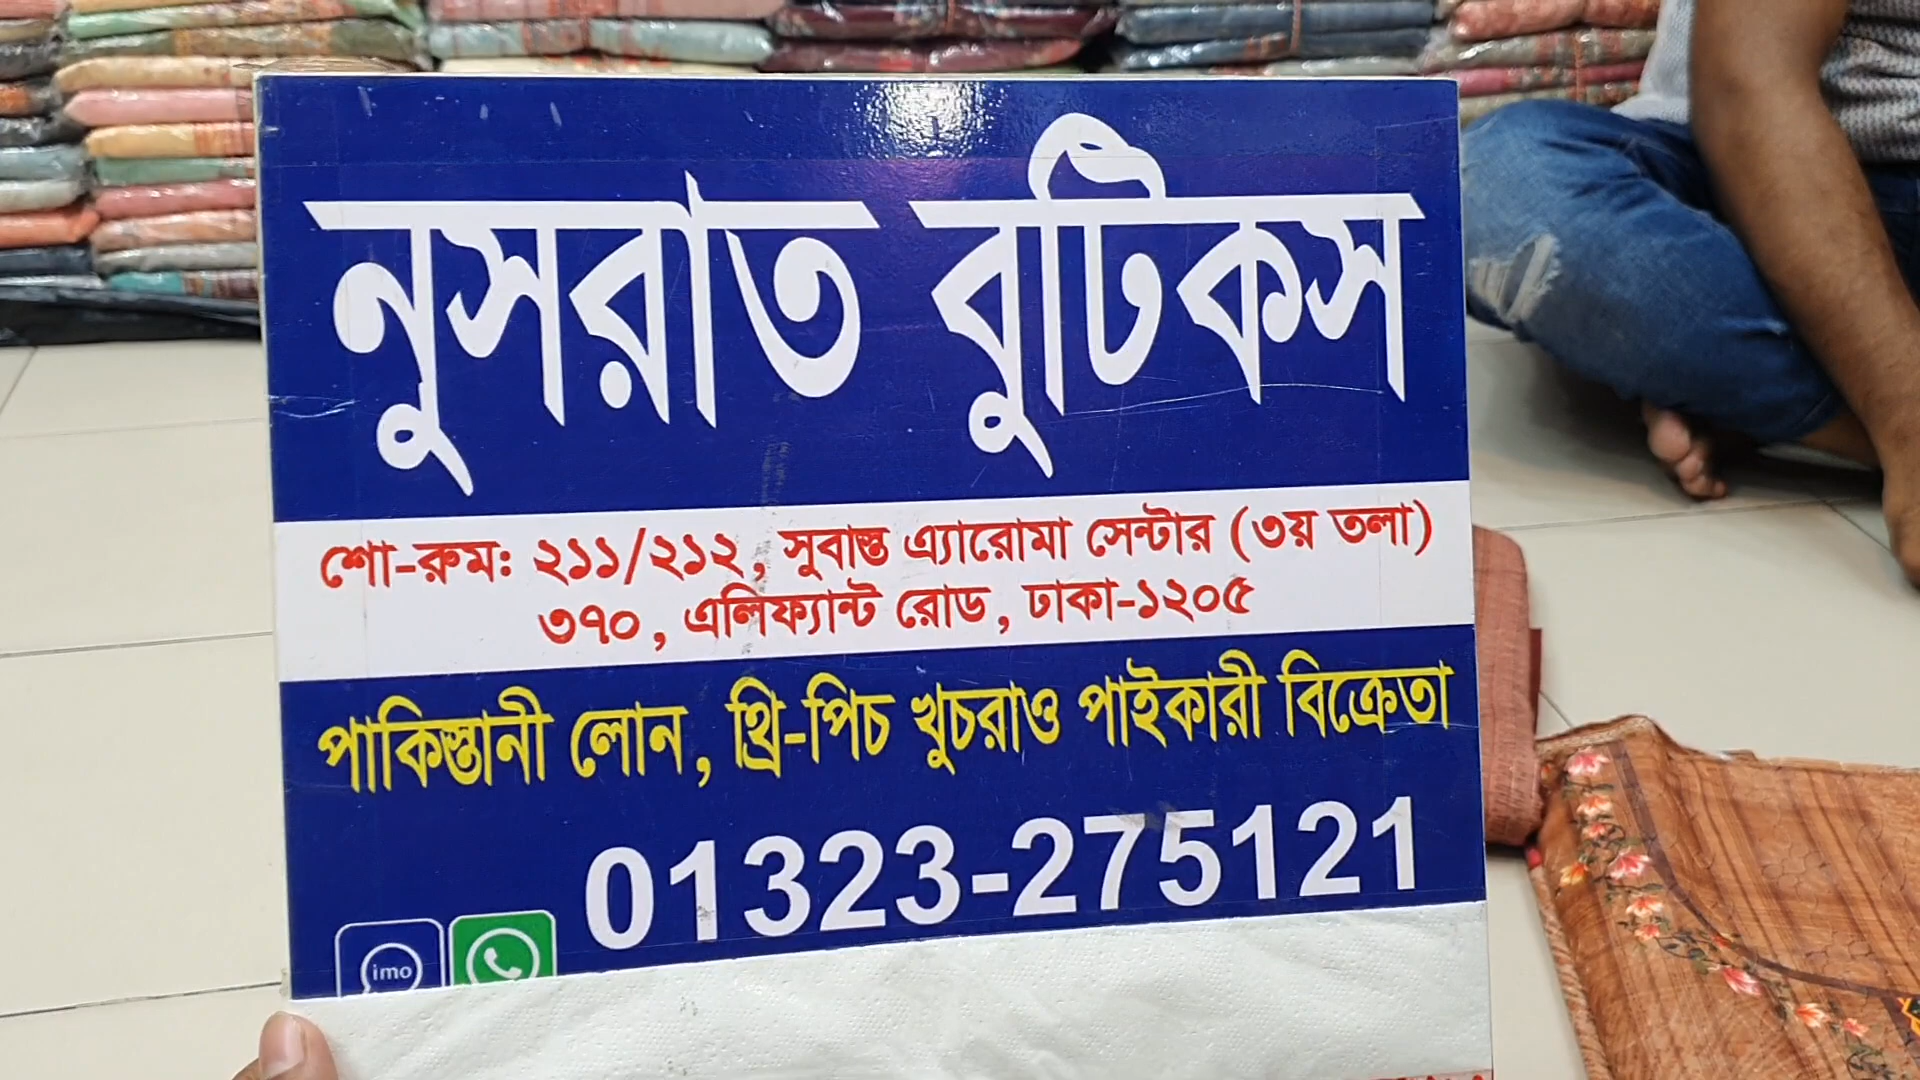 নুসরাত বুটিকস
শো-রুম: ২১১/২১২, সুবাস্ত এ্যারোমা সেন্টার (৩য় তলা)
৩৭০, এলিফ্যান্ট রোড, ঢাকা-১২০৫
পাকিস্তানী লোন, থ্রি-পিচ খুচরাও পাইকারী বিক্রেতা
01323-275121
imo